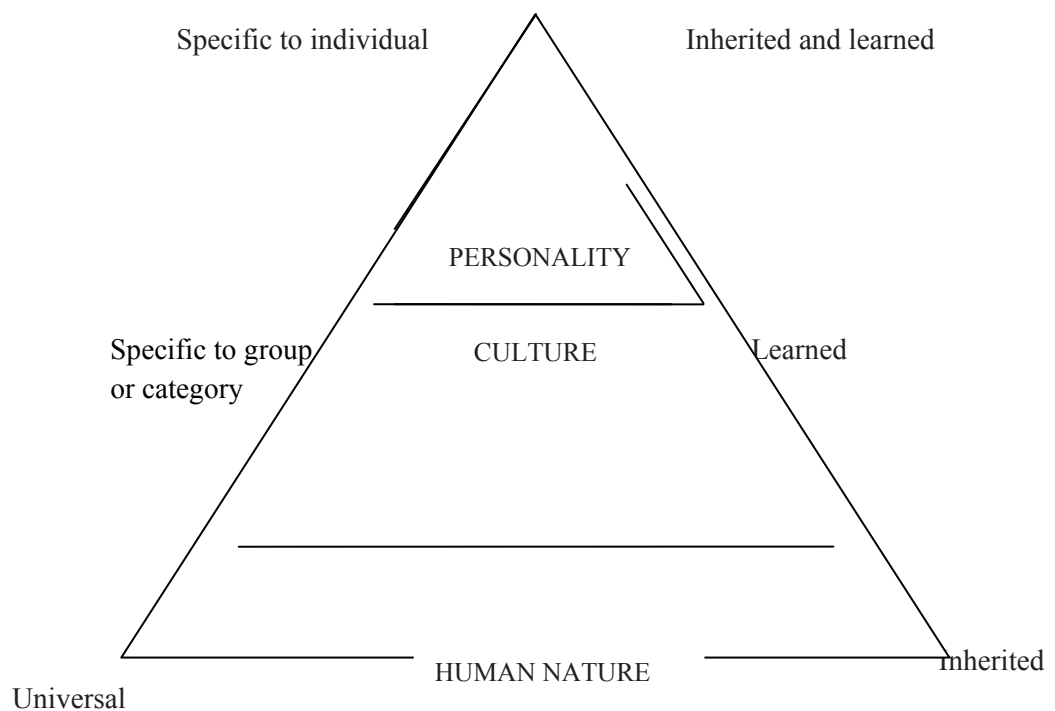 Specific to individual
Inherited and learned
PERSONALITY
Specific to group
or category
CULTURE
Learned
HUMAN NATURE
Inherited
Universal